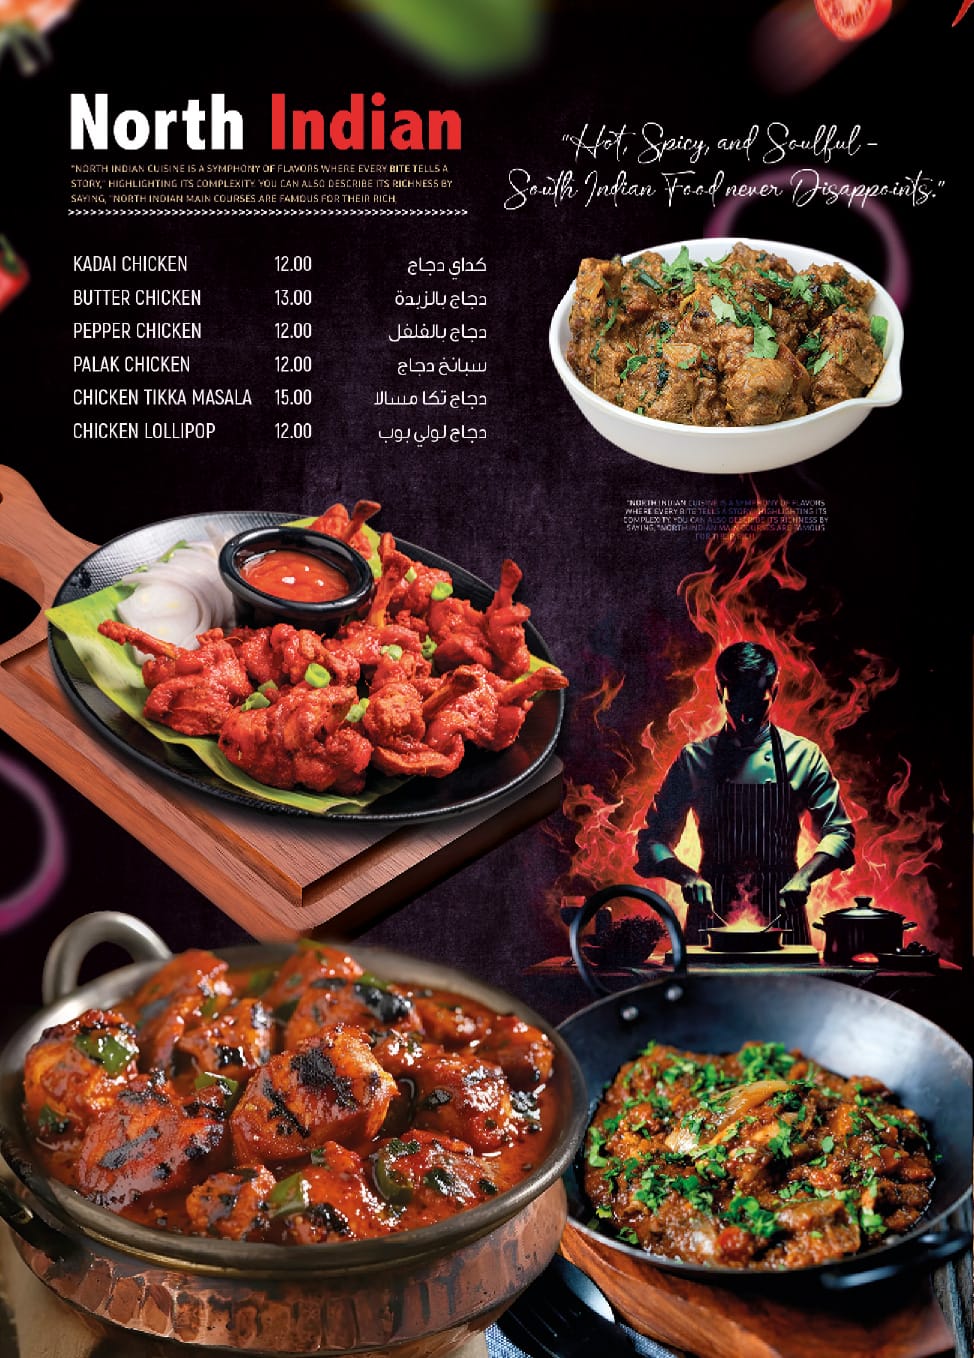 North Indian
"NORTH INDIAN CUISINE IS A SYMPHONY OF FLAVORS WHERE EVERY BITE TELLS A
STORY," HIGHLIGHTING ITS COMPLEXITY. YOU CAN ALSO DESCRIBE ITS RICHNESS BY
SAYING, "NORTH INDIAN MAIN COURSES ARE FAMOUS FOR THEIR RICH,
"Hot, Spicy, and Soulful –
South Indian Food never Disappoints."
KADAI CHICKEN 12.00 كداي دجاج
BUTTER CHICKEN 13.00 دجاج بالزبدة
PEPPER CHICKEN 12.00 دجاج بالفلفل
PALAK CHICKEN 12.00 سبانخ دجاج
CHICKEN TIKKA MASALA 15.00 دجاج تكا مسالا
CHICKEN LOLLIPOP 12.00 دجاج لولي بوب
"NORTH INDIAN CUISINE IS A SYMPHONY OF FLAVORS
WHERE EVERY BITE TELLS A STORY," HIGHLIGHTING ITS
COMPLEXITY. YOU CAN ALSO DESCRIBE ITS RICHNESS BY
SAYING, "NORTH INDIAN MAIN COURSES ARE FAMOUS
FOR THEIR RICH,